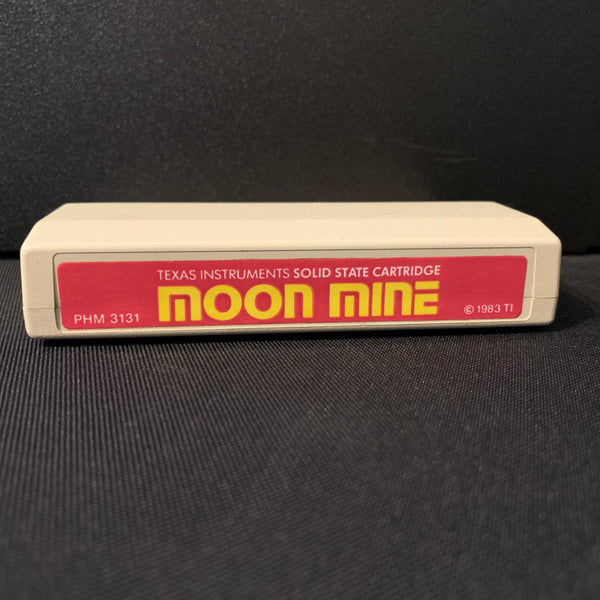 TEXAS INSTRUMENTS SOLID STATE CARTRIDGE
MOON MINE
PHM 3131
© 1983 TI